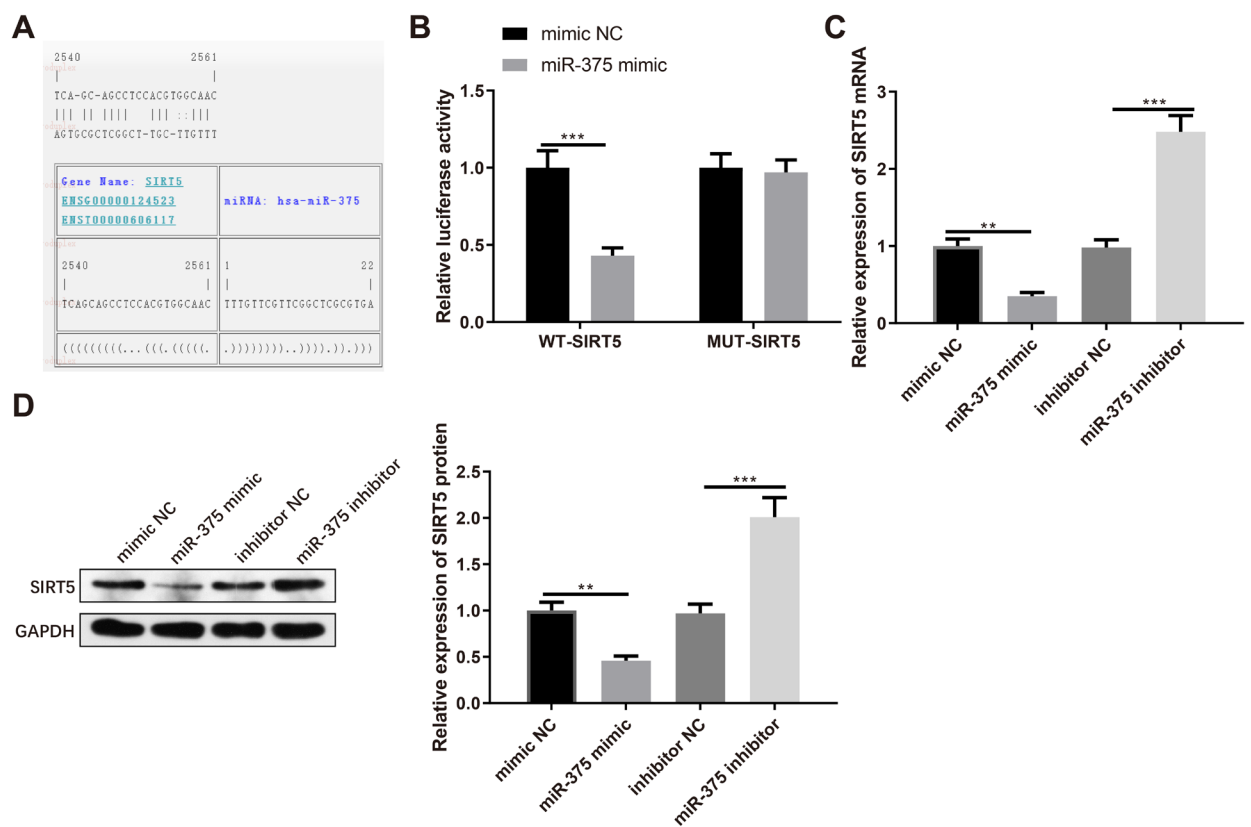 A
2540 2561
| |
TCA-GC-AGCCTCCACGTGGCAAC
||| || |||| ||| ::|||
AGTGCGCTCGGCT-TGC-TTGTTT
Gene Name: SIRT5
ENSG00000124523
ENST00000606117
miRNA: hsa-miR-375
2540 2561
| |
TCAGCAGCCTCCACGTGGCAAC
1 22
| |
TTTGTTCGTTCGGCTCGCGTGA
(((((((((...(((.(((((.
.))))))))..)))).)).)))
B
mimic NC
miR-375 mimic
Relative luciferase activity
1.5
1.0
0.5
0.0
***
WT-SIRT5
MUT-SIRT5
C
Relative expression of SIRT5 mRNA
3
2
1
0
**
***
mimic NC
miR-375 mimic
inhibitor NC
miR-375 inhibitor
D
mimic NC
miR-375 mimic
inhibitor NC
miR-375 inhibitor
SIRT5
GAPDH
Relative expression of SIRT5 protien
2.5
2.0
1.5
1.0
0.5
0.0
**
***
mimic NC
miR-375 mimic
inhibitor NC
miR-375 inhibitor